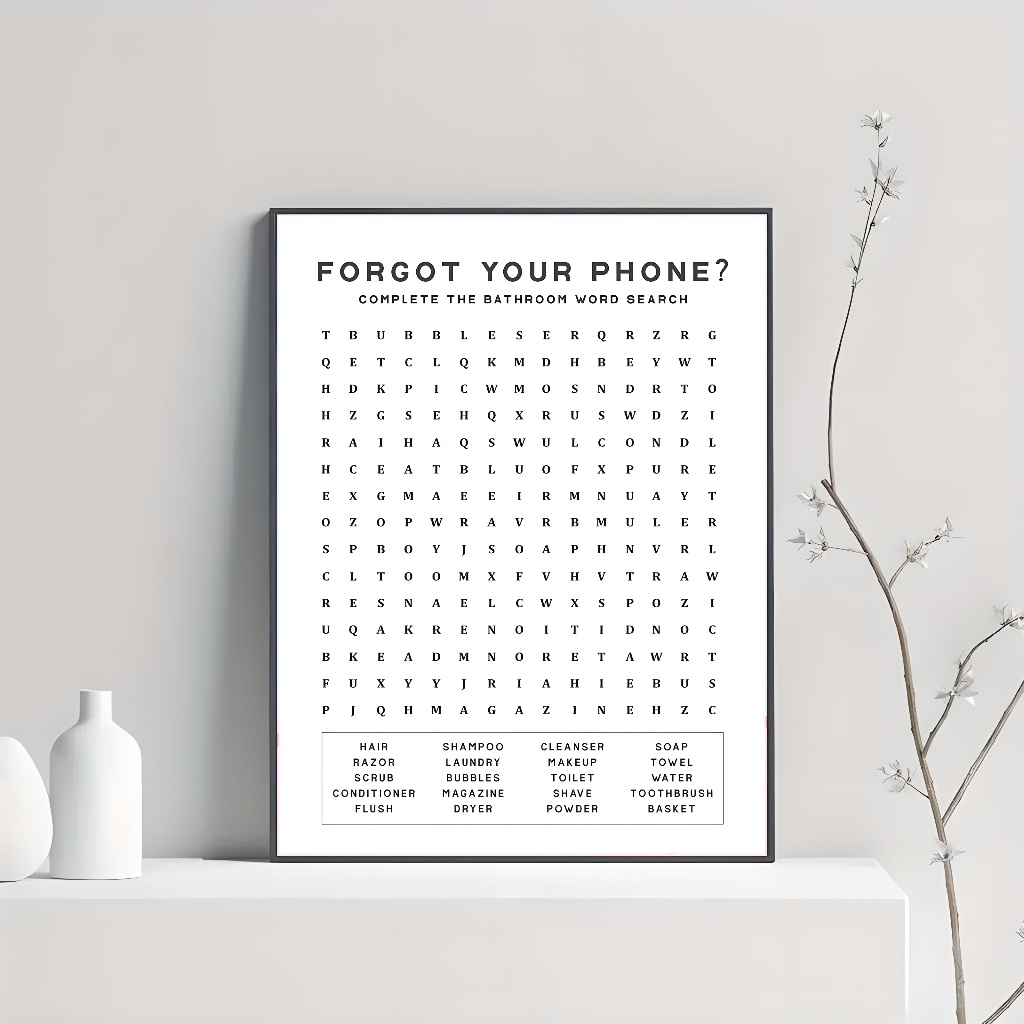 FORGOT YOUR PHONE?
COMPLETE THE BATHROOM WORD SEARCH
T B U B B L E S E R Q R Z R G
Q E T C L Q K M D H B E Y W T
H D K P I C W M O S N D R T O
H Z G S E H Q X R U S W D Z I
R A I H A Q S W U L C O N D L
H C E A T B L U O F X P U R E
E X G M A E E I R M N U A Y T
O Z O P W R A V R B M U L E R
S P B O Y J S O A P H N V R L
C L T O O M X F V H V T R A W
R E S N A E L C W X S P O Z I
U Q A K R E N O I T I D N O C
B K E A D M N O R E T A W R T
F U X Y Y J R I A H I E B U S
P J Q H M A G A Z I N E H Z C
HAIR SHAMPOO CLEANSER SOAP
RAZOR LAUNDRY MAKEUP TOWEL
SCRUB BUBBLES TOILET WATER
CONDITIONER MAGAZINE SHAVE TOOTHBRUSH
FLUSH DRYER POWDER BASKET